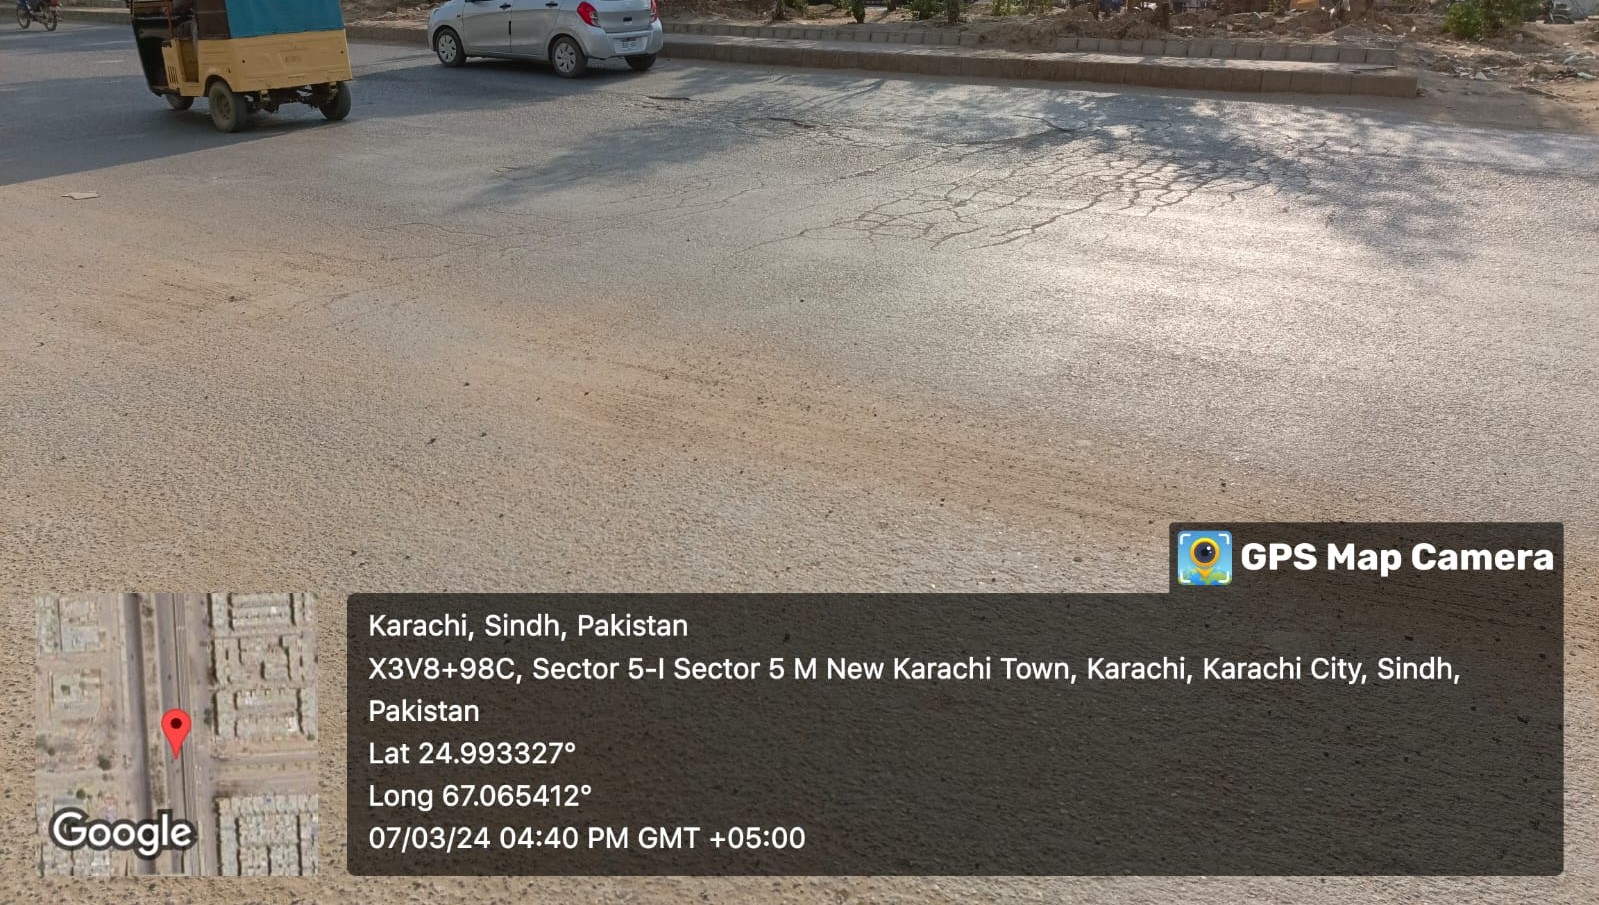 GPS Map Camera
Karachi, Sindh, Pakistan
X3V8+98C, Sector 5-I Sector 5 M New Karachi Town, Karachi, Karachi City, Sindh,
Pakistan
Lat 24.993327°
Long 67.065412°
07/03/24 04:40 PM GMT +05:00
Google